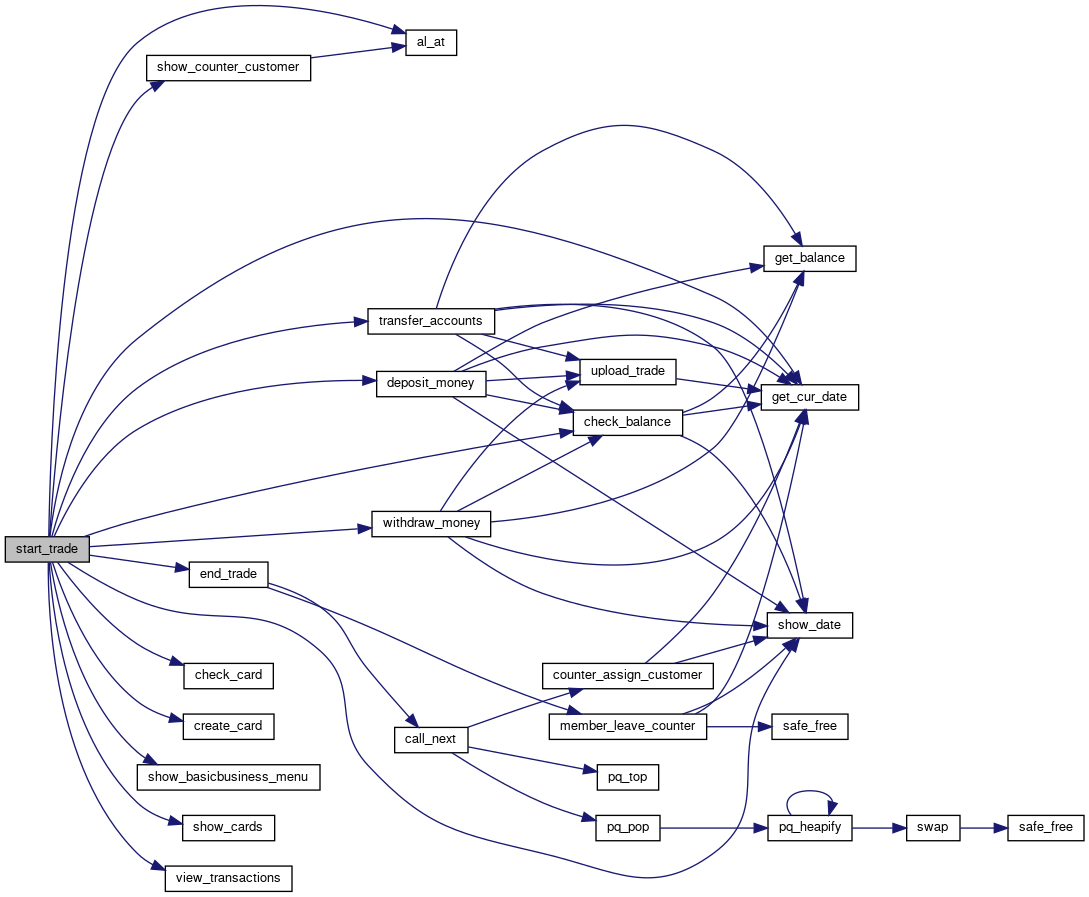 al_at
show_counter_customer
get_balance
transfer_accounts
upload_trade
deposit_money
get_cur_date
check_balance
withdraw_money
start_trade
end_trade
show_date
check_card
counter_assign_customer
create_card
member_leave_counter
safe_free
call_next
show_basicbusiness_menu
pq_top
show_cards
pq_pop
pq_heapify
swap
safe_free
view_transactions